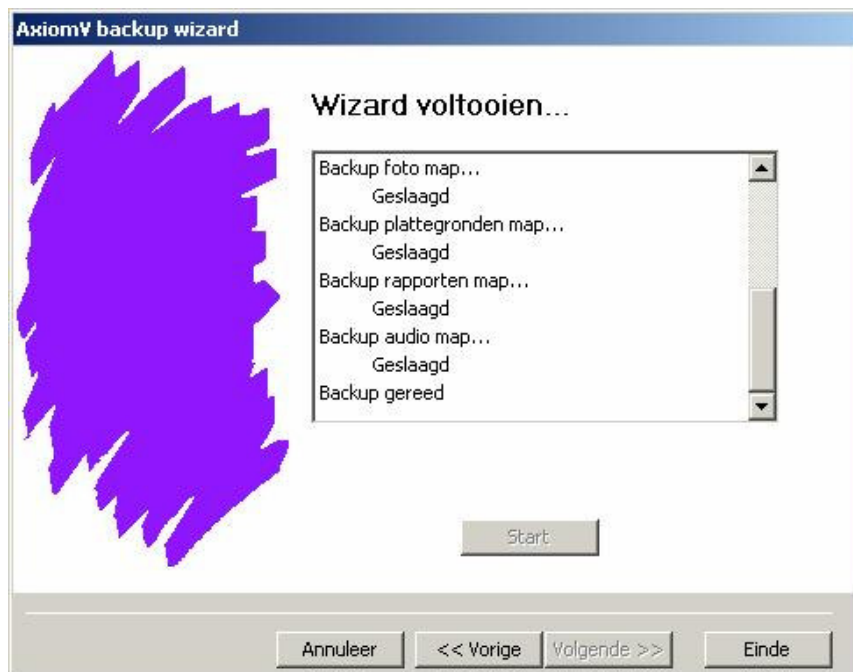 AxiomV backup wizard
Wizard voltooien...
Backup foto map...
Geslaagd
Backup plattegronden map...
Geslaagd
Backup rapporten map...
Geslaagd
Backup audio map...
Geslaagd
Backup gereed
Start
Annuleer
<< Vorige
Volgende >>
Einde